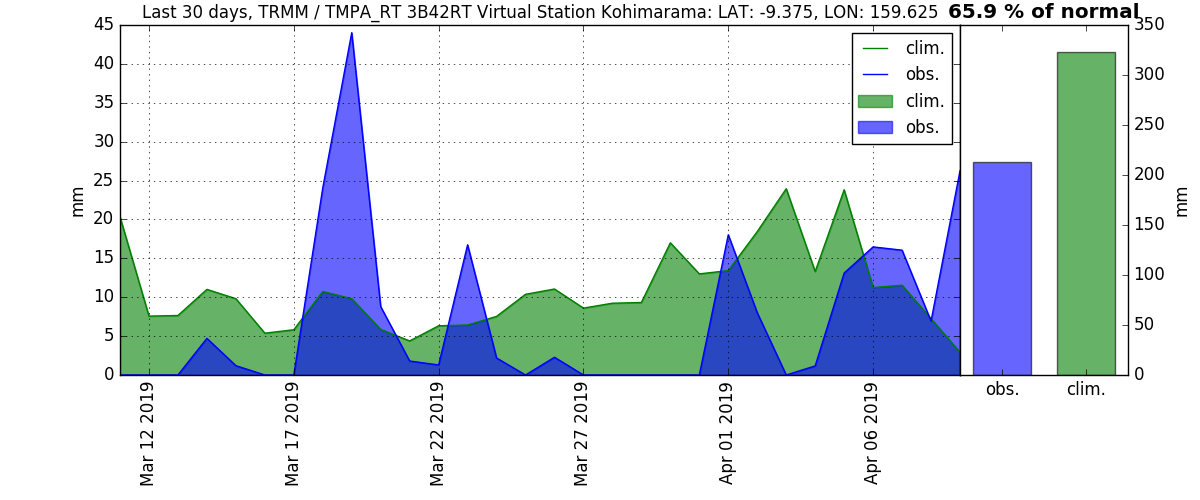 Last 30 days, TRMM / TMPA_RT 3B42RT Virtual Station Kohimarama: LAT: -9.375, LON: 159.625 65.9 % of normal
45
40
35
30
25
20
15
10
5
0
mm
clim.
obs.
clim.
obs.
Mar 12 2019
Mar 17 2019
Mar 22 2019
Mar 27 2019
Apr 01 2019
Apr 06 2019
350
300
250
200
150
100
50
0
mm
obs. clim.